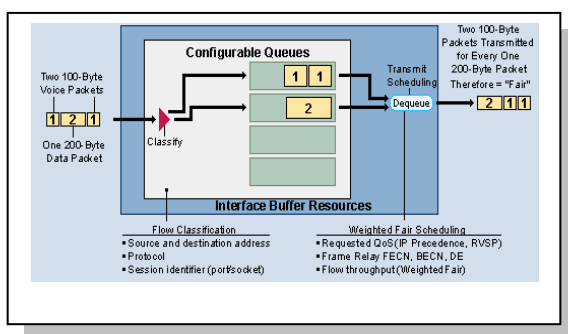 Two 100-Byte
Packets Transmitted
for Every One
200-Byte Packet
Therefore = "Fair"
Configurable Queues
Transmit
Scheduling
Two 100-Byte
Voice Packets
1 1
1 2 1
2
Dequeue
2 1 1
Classify
One 200-Byte
Data Packet
Interface Buffer Resources
Flow Classification
▪ Source and destination address
▪ Protocol
▪ Session identifier (port/socket)
Weighted Fair Scheduling
▪ Requested QoS(IP Precedence, RVSP)
▪ Frame Relay FECN, BECN, DE
▪ Flow throughput (Weighted Fair)